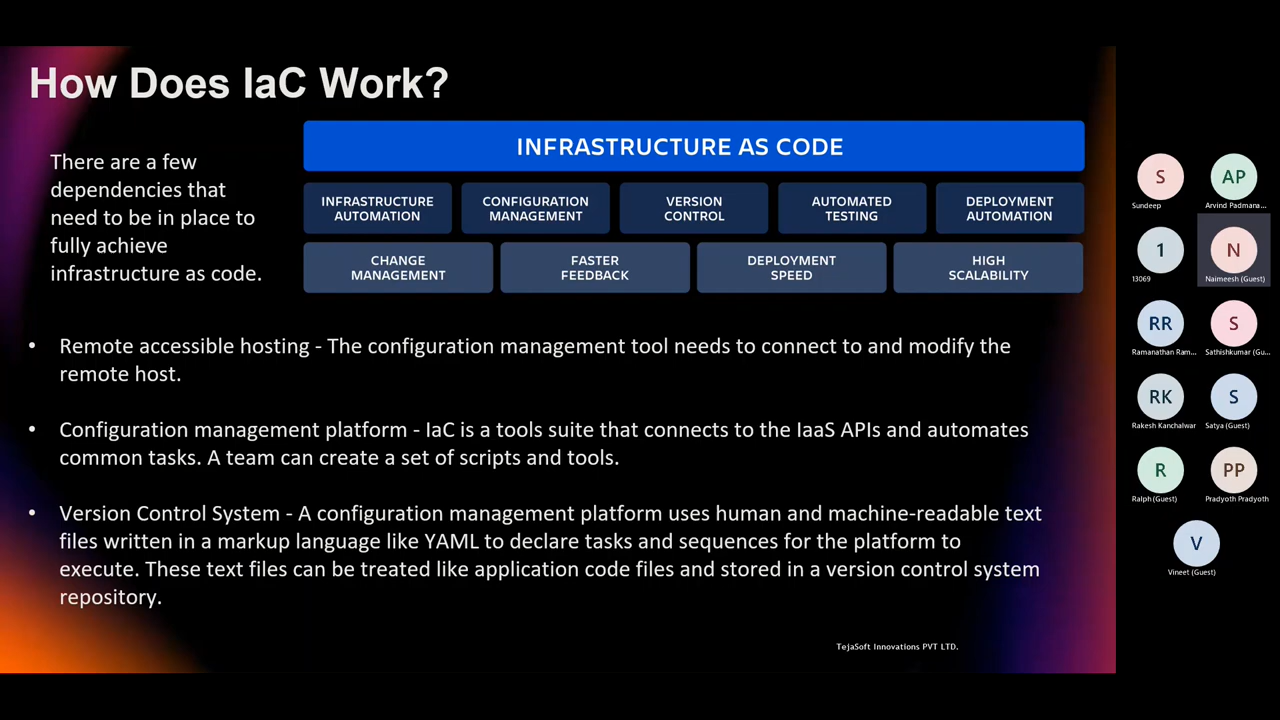 How Does IaC Work?
There are a few
dependencies that
need to be in place to
fully achieve
infrastructure as code.
INFRASTRUCTURE AS CODE
INFRASTRUCTURE
AUTOMATION
CONFIGURATION
MANAGEMENT
VERSION
CONTROL
AUTOMATED
TESTING
DEPLOYMENT
AUTOMATION
CHANGE
MANAGEMENT
FASTER
FEEDBACK
DEPLOYMENT
SPEED
HIGH
SCALABILITY
• Remote accessible hosting - The configuration management tool needs to connect to and modify the
remote host.
• Configuration management platform - IaC is a tools suite that connects to the IaaS APIs and automates
common tasks. A team can create a set of scripts and tools.
• Version Control System - A configuration management platform uses human and machine-readable text
files written in a markup language like YAML to declare tasks and sequences for the platform to
execute. These text files can be treated like application code files and stored in a version control system
repository.
TejaSoft Innovations PVT LTD.
S
Sundeep
AP
Arvind Padmana...
1
13069
N
Naimeesh (Guest)
RR
Ramanathan Ram...
S
Sathishkumar (Gu...
RK
Rakesh Kanchalwar
S
Satya (Guest)
R
Ralph (Guest)
PP
Pradyoth Pradyoth
V
Vineet (Guest)